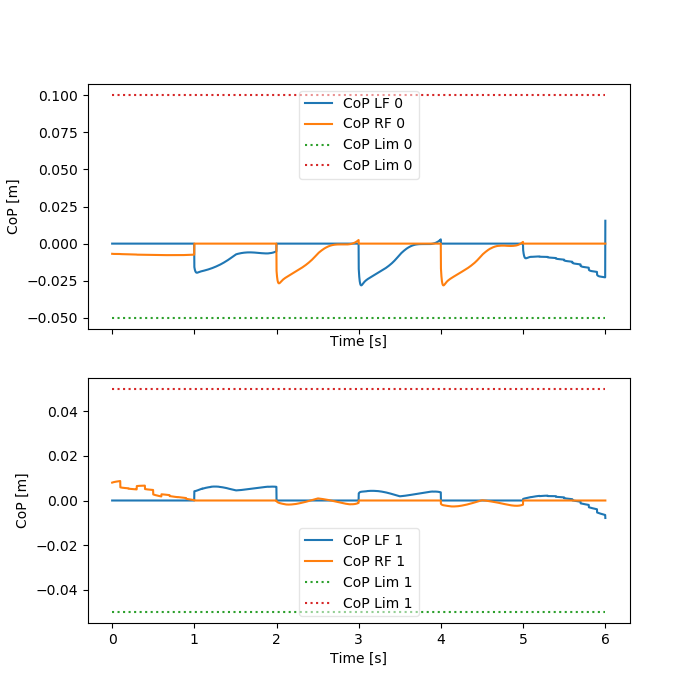 0.100
0.075
0.050
0.025
0.000
−0.025
−0.050
CoP [m]
CoP LF 0
CoP RF 0
CoP Lim 0
CoP Lim 0
Time [s]
0.04
0.02
0.00
−0.02
−0.04
CoP [m]
CoP LF 1
CoP RF 1
CoP Lim 1
CoP Lim 1
0 1 2 3 4 5 6
Time [s]